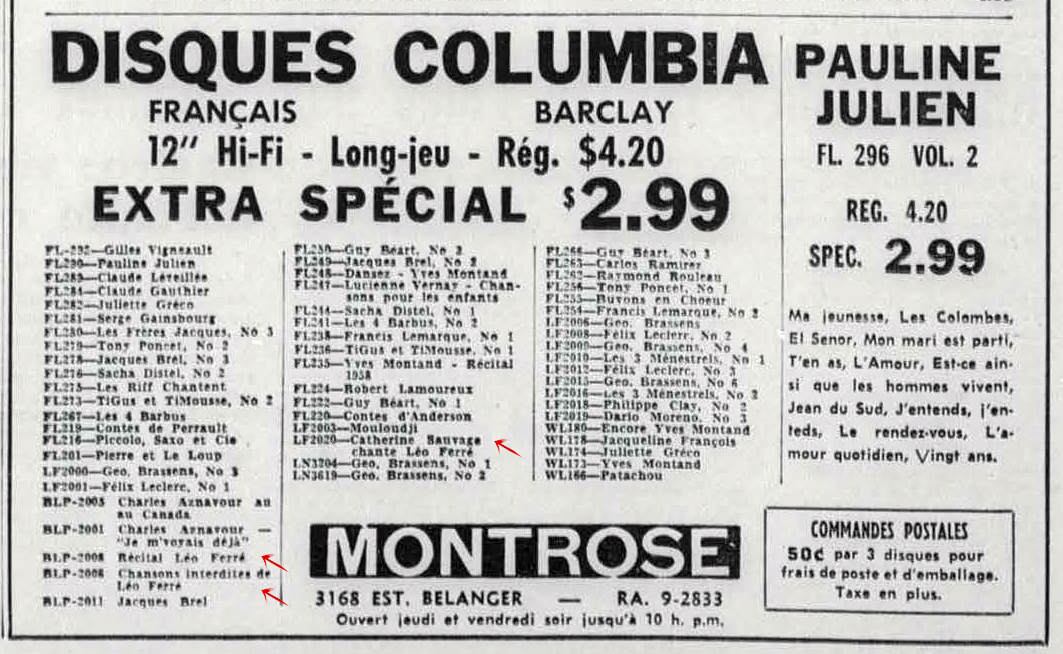 DISQUES COLUMBIA
FRANÇAIS BARCLAY
12" Hi-Fi - Long-jeu - Rég. $4.20
EXTRA SPÉCIAL $2.99
FL-292—Gilles Vigneault
FL290—Pauline Julien
FL289—Claude Léveillée
FL284—Claude Gauthier
FL282—Juliette Gréco
FL281—Serge Gainsbourg
FL280—Les Frères Jacques, No 3
FL279—Tony Poncet, No 2
FL278—Jacques Brel, No 3
FL276—Sacha Distel, No 2
FL275—Les Riff Chantent
FL273—TiGus et TiMousse, No 2
FL267—Les 4 Barbus
FL219—Contes de Perrault
FL216—Piccolo, Saxo et Cie
FL201—Pierre et Le Loup
LF2000—Geo. Brassens, No 3
LF2001—Félix Leclerc, No 1
BLP-2003 Charles Aznavour au
au Canada
BLP-2001 Charles Aznavour —
"Je m'voyais déjà"
BLP-2008 Récital Léo Ferré
BLP-2006 Chansons interdites de
Léo Ferré
BLP-2011 Jacques Brel
FL250—Guy Béart, No 2
FL249—Jacques Brel, No 2
FL248—Dansez - Yves Montand
FL247—Lucienne Vernay - Chan-
sons pour les enfants
FL244—Sacha Distel, No 1
FL241—Les 4 Barbus, No 2
FL238—Francis Lemarque, No 1
FL236—TiGus et TiMousse, No 1
FL235—Yves Montand - Récital
1958
FL224—Robert Lamoureux
FL222—Guy Béart, No 1
FL220—Contes d'Anderson
LF2003—Mouloudji
LF2020—Catherine Sauvage
chante Léo Ferré
LN3204—Geo. Brassens, No 1
LN3619—Geo. Brassens, No 2
FL266—Guy Béart, No 3
FL263—Carlos Ramirez
FL262—Raymond Rouleau
FL256—Tony Poncet, No 1
FL255—Buvons en Choeur
FL254—Francis Lemarque, No 2
LF2006—Geo. Brassens
LF2008—Félix Leclerc, No 2
LF2009—Geo. Brassens, No 4
LF2010—Les 3 Ménestrels, No 1
LF2012—Félix Leclerc, No 3
LF2015—Geo. Brassens, No 6
LF2016—Les 3 Ménestrels, No 2
LF2018—Philippe Clay, No 2
LF2019—Dario Moreno, No 3
WL180—Encore Yves Montand
WL178—Jacqueline François
WL174—Juliette Gréco
WL173—Yves Montand
WL166—Patachou
MONTROSE
3168 EST. BELANGER — RA. 9-2833
Ouvert jeudi et vendredi soir jusqu'à 10 h. p.m.
PAULINE
JULIEN
FL. 296 VOL. 2
REG. 4.20
SPEC. 2.99
Ma jeunesse, Les Colombes,
El Senor, Mon mari est parti,
T'en as, L'Amour, Est-ce ain-
si que les hommes vivent,
Jean du Sud, J'entends, j'en-
teds, Le rendez-vous, L'a-
mour quotidien, Vingt ans.
COMMANDES POSTALES
50¢ par 3 disques pour
frais de poste et d'emballage.
Taxe en plus.